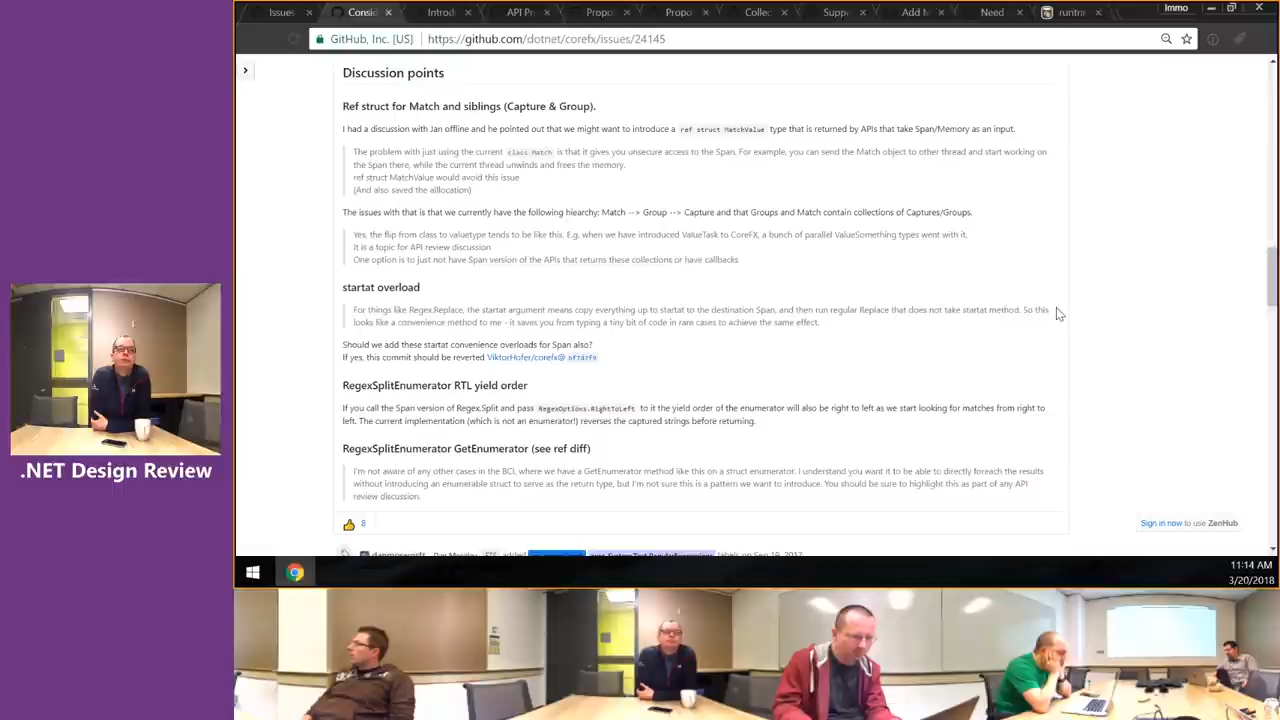 Issues
Consid
Introd
API Pr
Propo
Propo
Collec
Supp
Add M
Need
runtra
Immo
GitHub, Inc. [US]
https://github.com/dotnet/corefx/issues/24145
Discussion points
Ref struct for Match and siblings (Capture & Group).
I had a discussion with Jan offline and he pointed out that we might want to introduce a ref struct MatchValue type that is returned by APIs that take Span/Memory as an input.
The problem with just using the current class Match is that it gives you unsecure access to the Span. For example, you can send the Match object to other thread and start working on
the Span there, while the current thread unwinds and frees the memory.
ref struct MatchValue would avoid this issue
(And also saved the alllocation)
The issues with that is that we currently have the following hiearchy: Match --> Group --> Capture and that Groups and Match contain collections of Captures/Groups.
Yes, the flip from class to valuetype tends to be like this. E.g. when we have introduced ValueTask to CoreFX, a bunch of parallel ValueSomething types went with it.
It is a topic for API review discussion
One option is to just not have Span version of the APIs that returns these collections or have callbacks
startat overload
For things like Regex.Replace, the startat argument means copy everything up to startat to the destination Span, and then run regular Replace that does not take startat method. So this
looks like a convenience method to me - it saves you from typing a tiny bit of code in rare cases to achieve the same effect.
Should we add these startat convenience overloads for Span also?
If yes, this commit should be reverted ViktorHofer/corefx@
RegexSplitEnumerator RTL yield order
If you call the Span version of Regex.Split and pass RegexOptions.RightToLeft to it the yield order of the enumerator will also be right to left as we start looking for matches from right to
left. The current implementation (which is not an enumerator!) reverses the captured strings before returning.
RegexSplitEnumerator GetEnumerator (see ref diff)
I'm not aware of any other cases in the BCL where we have a GetEnumerator method like this on a struct enumerator. I understand you want it to be able to directly foreach the results
without introducing an enumerable struct to serve as the return type, but I'm not sure this is a pattern we want to introduce. You should be sure to highlight this as part of any API
review discussion.
8
Sign in now to use ZenHub
added
labels on Sep 19, 2017
.NET Design Review
11:14 AM
3/20/2018